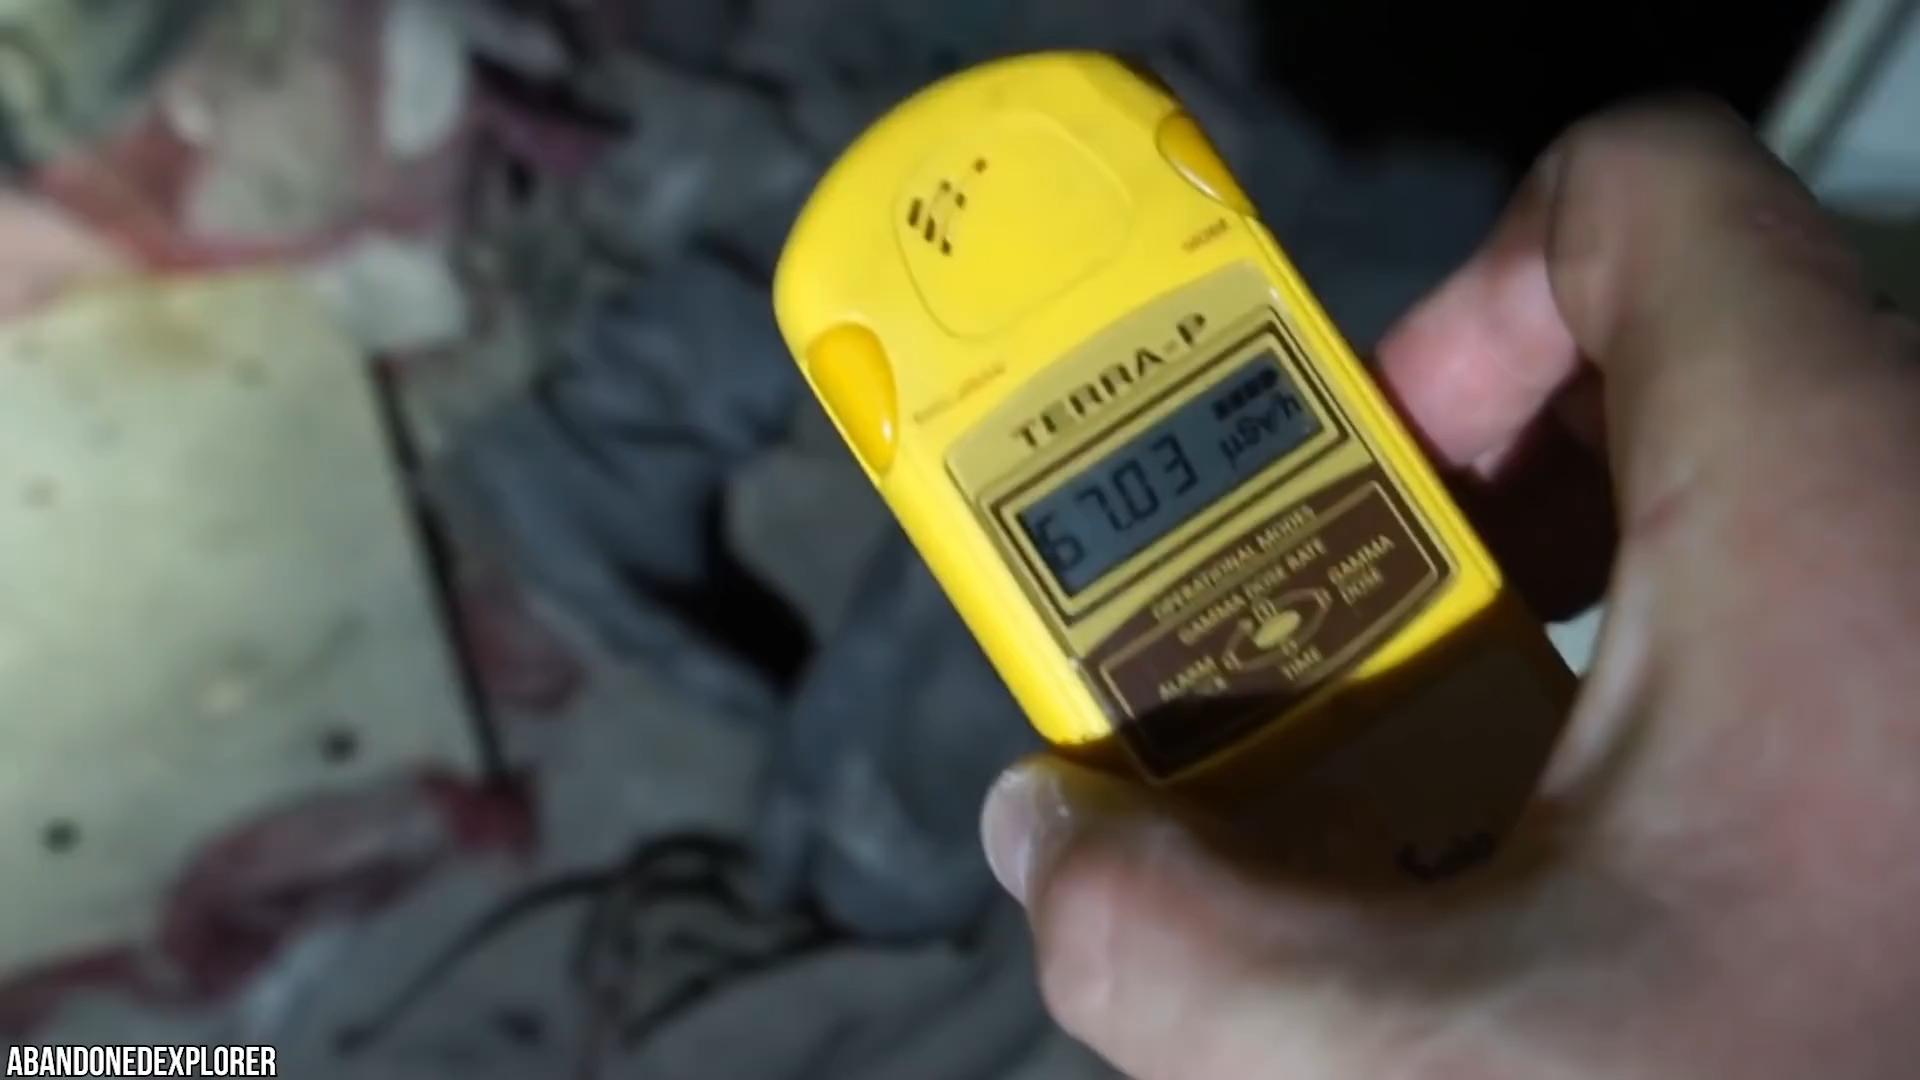 TERRA-P
67.03 µSv/h
OPERATIONAL MODES
GAMMA DOSE RATE
GAMMA
DOSE
ALARM
TIME
ABANDONEDEXPLORER